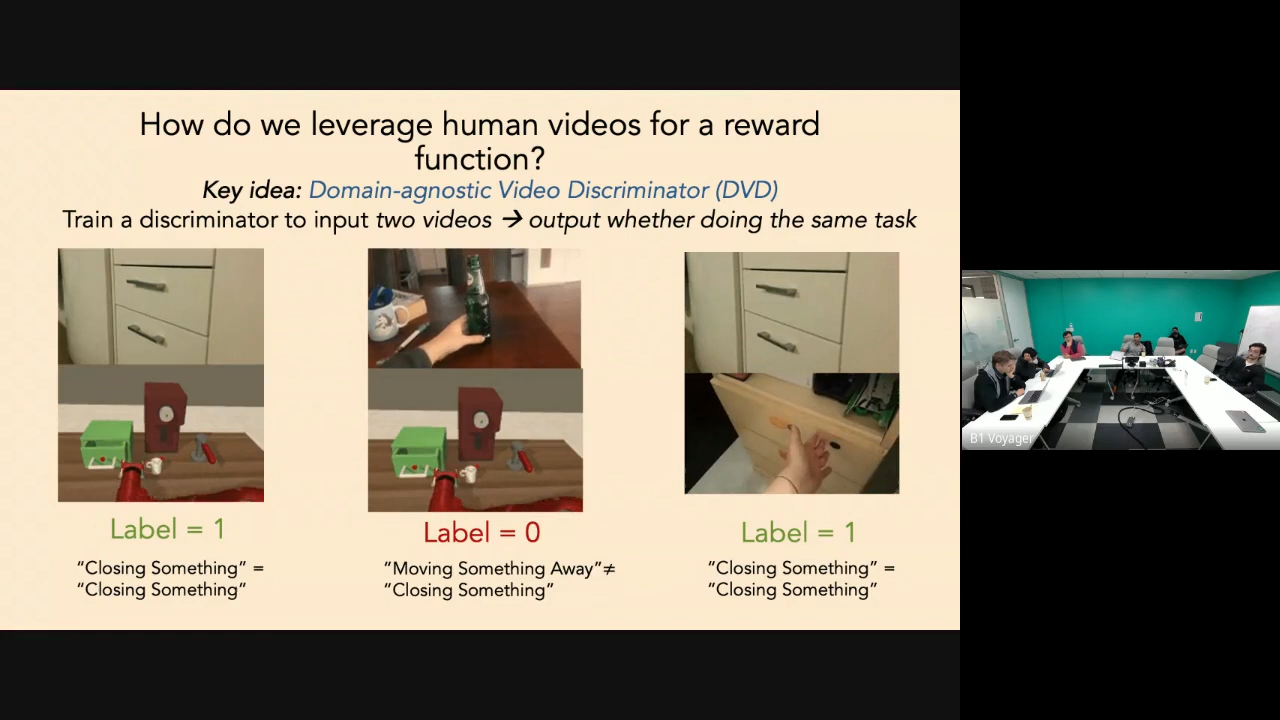 How do we leverage human videos for a reward
function?
Key idea: Domain-agnostic Video Discriminator (DVD)
Train a discriminator to input two videos → output whether doing the same task
Label = 1
Label = 0
Label = 1
“Closing Something” =
“Closing Something”
“Moving Something Away”≠
“Closing Something”
“Closing Something” =
“Closing Something”
B1 Voyager